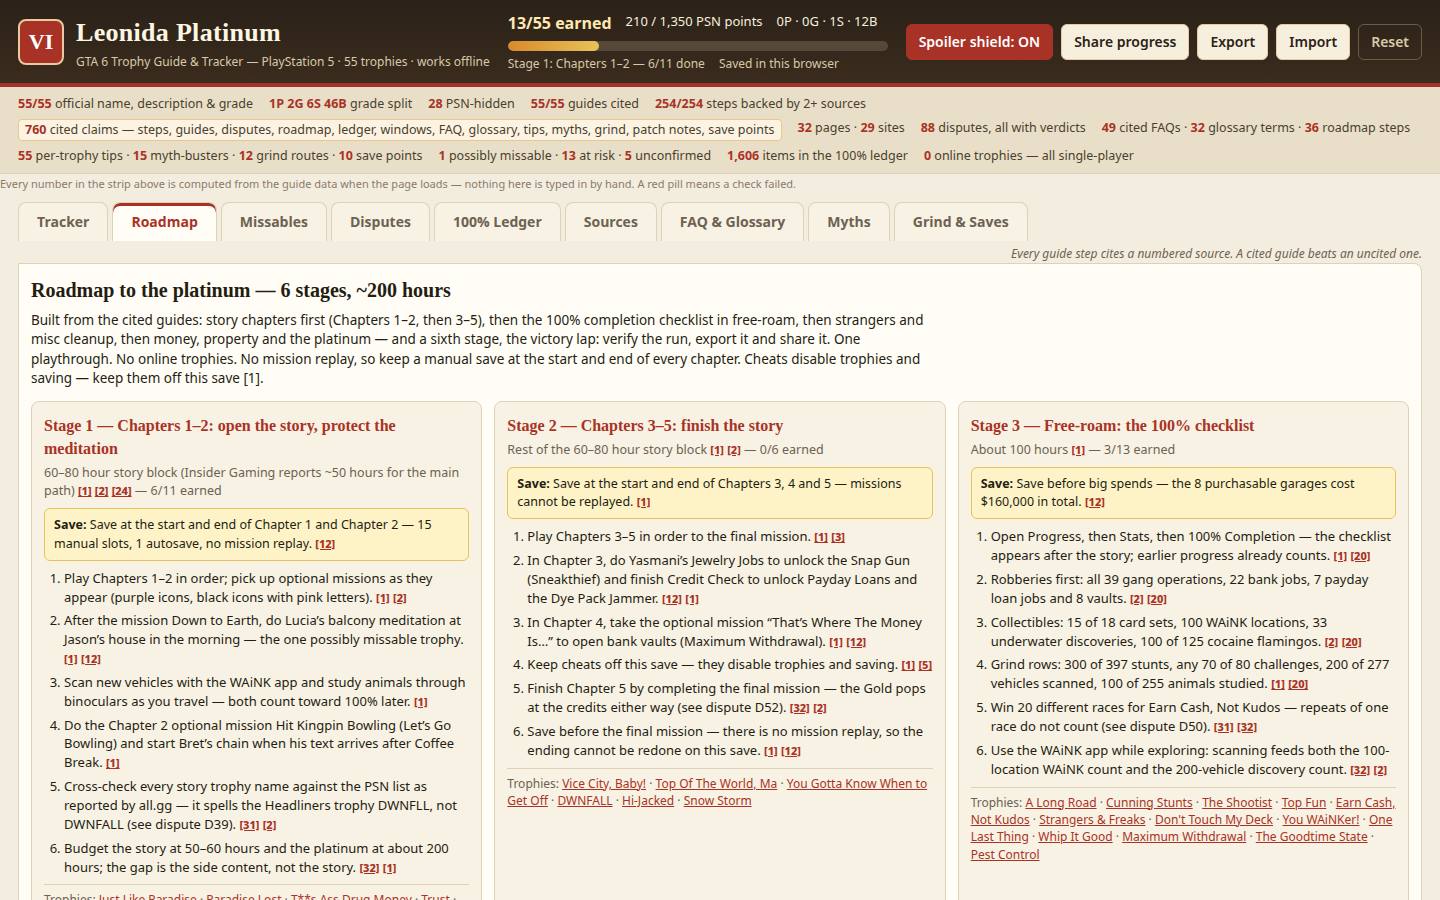 VI
Leonida Platinum
GTA 6 Trophy Guide & Tracker — PlayStation 5 · 55 trophies · works offline
13/55 earned 210 / 1,350 PSN points 0P · 0G · 1S · 12B
Stage 1: Chapters 1–2 — 6/11 done Saved in this browser
Spoiler shield: ON Share progress Export Import Reset
55/55 official name, description & grade 1P 2G 6S 46B grade split 28 PSN-hidden 55/55 guides cited 254/254 steps backed by 2+ sources
760 cited claims — steps, guides, disputes, roadmap, ledger, windows, FAQ, glossary, tips, myths, grind, patch notes, save points 32 pages · 29 sites 88 disputes, all with verdicts 49 cited FAQs · 32 glossary terms · 36 roadmap steps
55 per-trophy tips · 15 myth-busters · 12 grind routes · 10 save points 1 possibly missable · 13 at risk · 5 unconfirmed 1,606 items in the 100% ledger 0 online trophies — all single-player
Every number in the strip above is computed from the guide data when the page loads — nothing here is typed in by hand. A red pill means a check failed.
Tracker Roadmap Missables Disputes 100% Ledger Sources FAQ & Glossary Myths Grind & Saves
Every guide step cites a numbered source. A cited guide beats an uncited one.
Roadmap to the platinum — 6 stages, ~200 hours
Built from the cited guides: story chapters first (Chapters 1–2, then 3–5), then the 100% completion checklist in free-roam, then strangers and
misc cleanup, then money, property and the platinum — and a sixth stage, the victory lap: verify the run, export it and share it. One
playthrough. No online trophies. No mission replay, so keep a manual save at the start and end of every chapter. Cheats disable trophies and
saving — keep them off this save [1].
Stage 1 — Chapters 1–2: open the story, protect the
meditation
60–80 hour story block (Insider Gaming reports ~50 hours for the main
path) [1] [2] [24] — 6/11 earned
Save: Save at the start and end of Chapter 1 and Chapter 2 — 15
manual slots, 1 autosave, no mission replay. [12]
1. Play Chapters 1–2 in order; pick up optional missions as they
appear (purple icons, black icons with pink letters). [1] [2]
2. After the mission Down to Earth, do Lucia's balcony meditation at
Jason's house in the morning — the one possibly missable trophy.
[1] [12]
3. Scan new vehicles with the WAiNK app and study animals through
binoculars as you travel — both count toward 100% later. [1]
4. Do the Chapter 2 optional mission Hit Kingpin Bowling (Let's Go
Bowling) and start Bret's chain when his text arrives after Coffee
Break. [1]
5. Cross-check every story trophy name against the PSN list as
reported by all.gg — it spells the Headliners trophy DWNFLL, not
DWNFALL (see dispute D39). [31] [2]
6. Budget the story at 50–60 hours and the platinum at about 200
hours; the gap is the side content, not the story. [32] [1]
Trophies: Just Like Paradise · Paradise Lost · T**s Ass Drug Money · Trust ·
Stage 2 — Chapters 3–5: finish the story
Rest of the 60–80 hour story block [1] [2] — 0/6 earned
Save: Save at the start and end of Chapters 3, 4 and 5 — missions
cannot be replayed. [1]
1. Play Chapters 3–5 in order to the final mission. [1] [3]
2. In Chapter 3, do Yasmani's Jewelry Jobs to unlock the Snap Gun
(Sneakthief) and finish Credit Check to unlock Payday Loans and
the Dye Pack Jammer. [12] [1]
3. In Chapter 4, take the optional mission “That's Where The Money
Is…” to open bank vaults (Maximum Withdrawal). [1] [12]
4. Keep cheats off this save — they disable trophies and saving. [1] [5]
5. Finish Chapter 5 by completing the final mission — the Gold pops
at the credits either way (see dispute D52). [32] [2]
6. Save before the final mission — there is no mission replay, so the
ending cannot be redone on this save. [1] [12]
Trophies: Vice City, Baby! · Top Of The World, Ma · You Gotta Know When to
Get Off · DWNFALL · Hi-Jacked · Snow Storm
Stage 3 — Free-roam: the 100% checklist
About 100 hours [1] — 3/13 earned
Save: Save before big spends — the 8 purchasable garages cost
$160,000 in total. [12]
1. Open Progress, then Stats, then 100% Completion — the checklist
appears after the story; earlier progress already counts. [1] [20]
2. Robberies first: all 39 gang operations, 22 bank jobs, 7 payday
loan jobs and 8 vaults. [2] [20]
3. Collectibles: 15 of 18 card sets, 100 WAiNK locations, 33
underwater discoveries, 100 of 125 cocaine flamingos. [2] [20]
4. Grind rows: 300 of 397 stunts, any 70 of 80 challenges, 200 of 277
vehicles scanned, 100 of 255 animals studied. [1] [20]
5. Win 20 different races for Earn Cash, Not Kudos — repeats of one
race do not count (see dispute D50). [31] [32]
6. Use the WAiNK app while exploring: scanning feeds both the 100-
location WAiNK count and the 200-vehicle discovery count. [32] [2]
Trophies: A Long Road · Cunning Stunts · The Shootist · Top Fun · Earn Cash,
Not Kudos · Strangers & Freaks · Don't Touch My Deck · You WAiNKer! · One
Last Thing · Whip It Good · Maximum Withdrawal · The Goodtime State ·
Pest Control